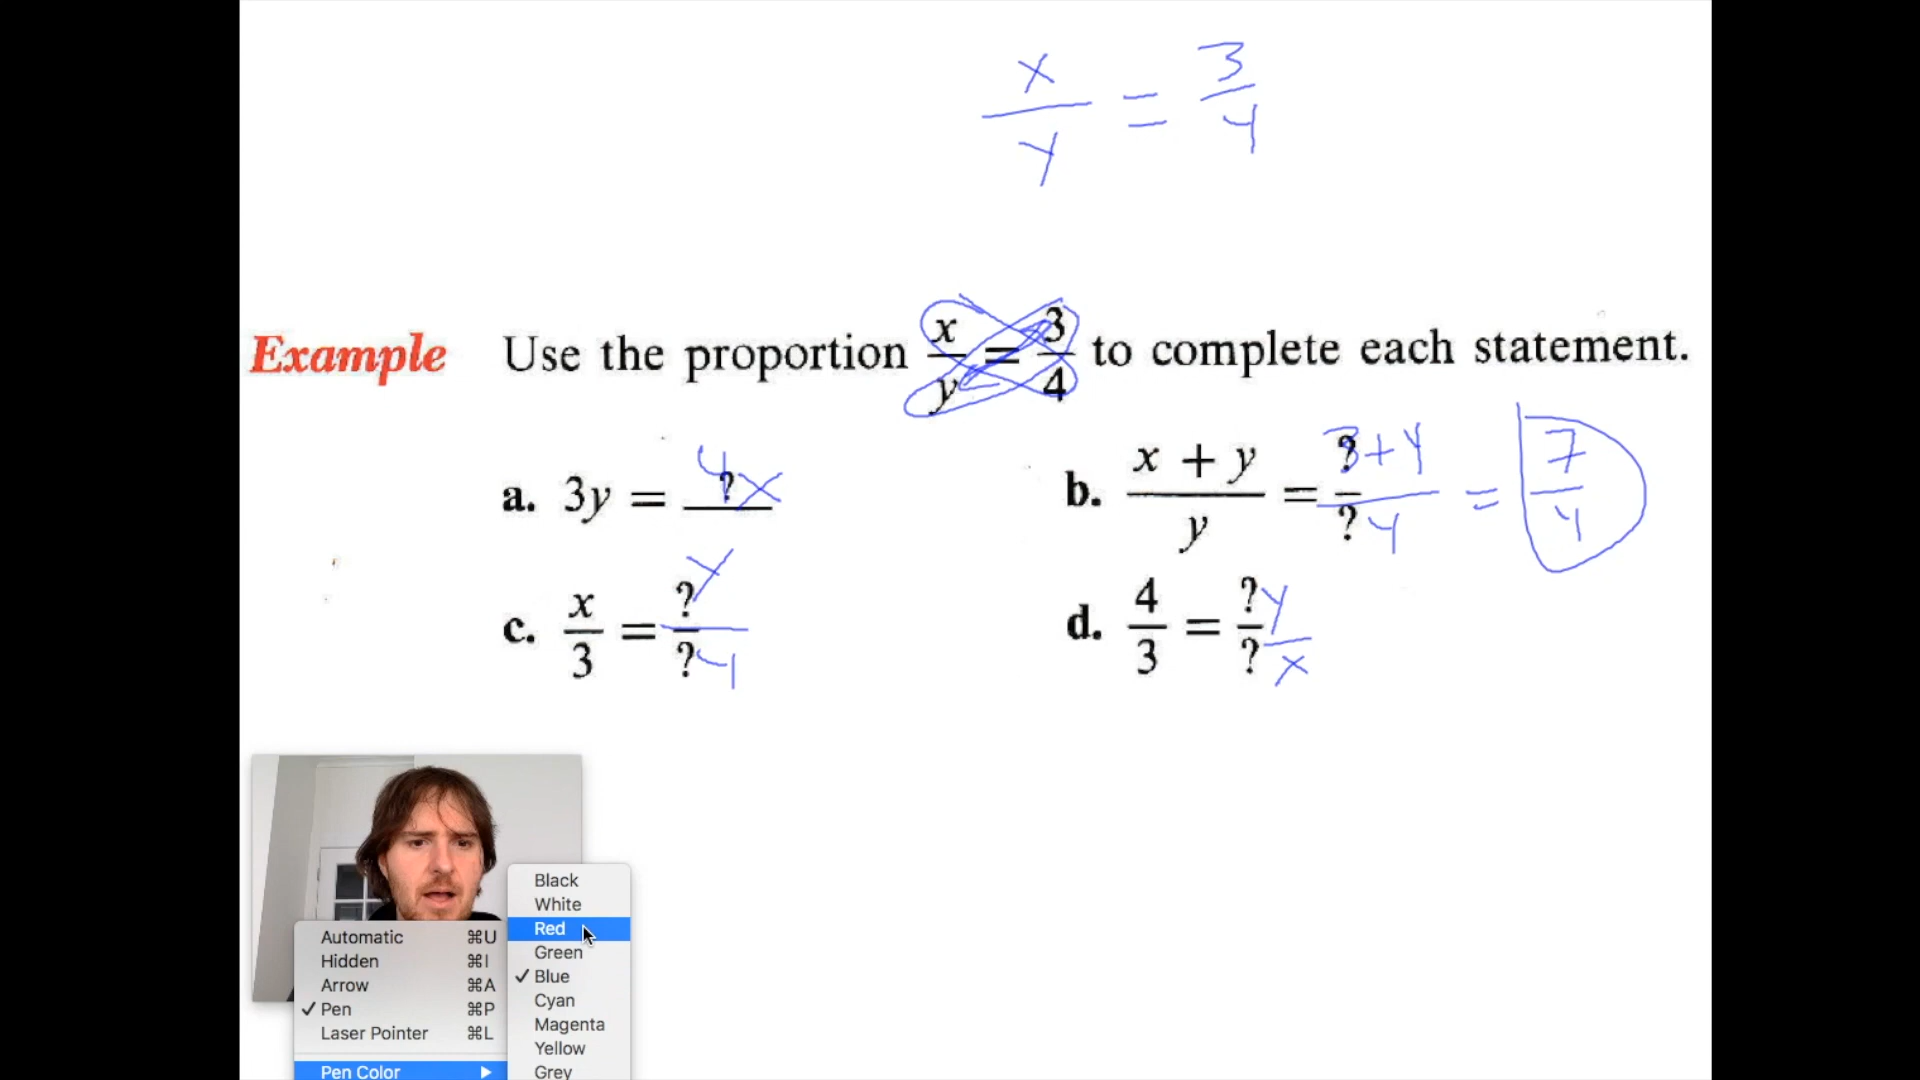 x/y = 3/4
Example Use the proportion x/y = 3/4 to complete each statement.
a. 3y = ? 4x
b. (x + y)/y = ?/? (3+4)/4 = 7/4
c. x/3 = ?/? y/4
d. 4/3 = ?/? y/x
Black
White
Red
Green
✓ Blue
Cyan
Magenta
Yellow
Grey
Automatic ⌘U
Hidden ⌘I
Arrow ⌘A
✓ Pen ⌘P
Laser Pointer ⌘L
Pen Color ▶